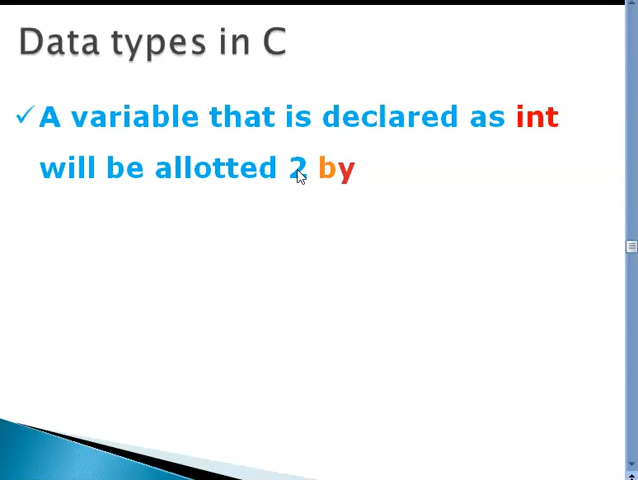 Data types in C
✓ A variable that is declared as int
will be allotted 2 by